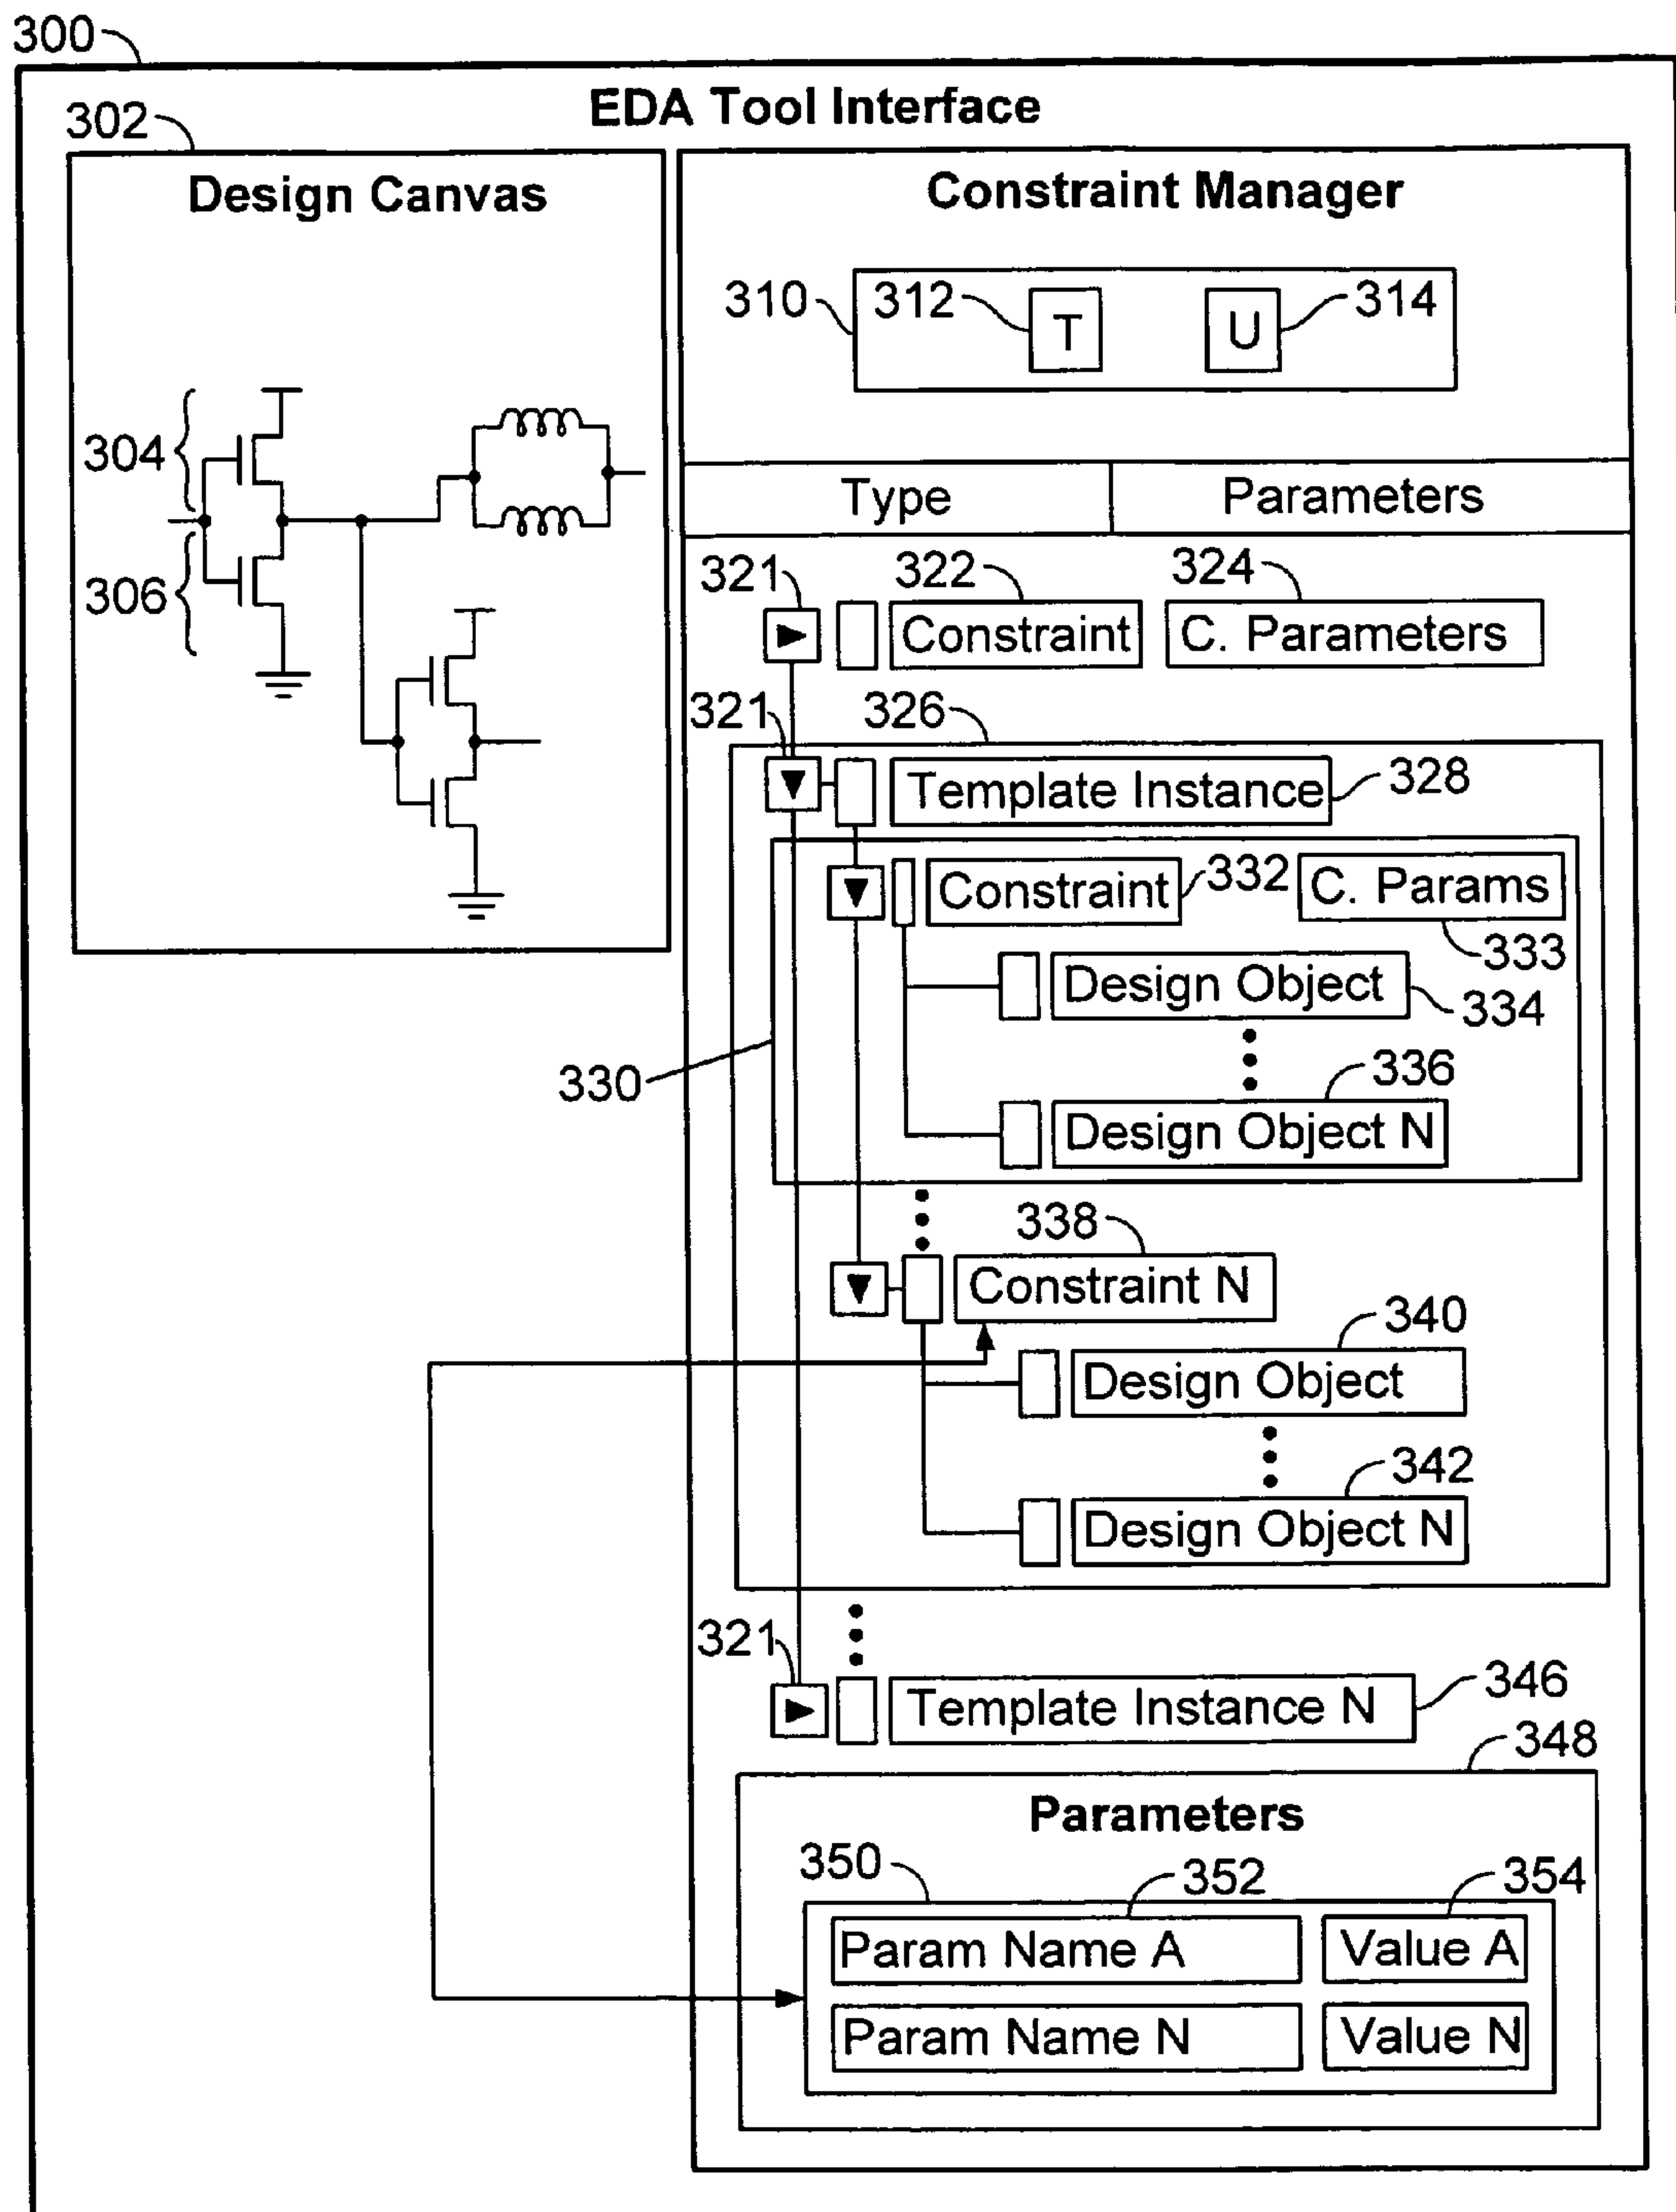 300
EDA Tool Interface
302
Design Canvas
304
306
Constraint Manager
310
312
T
U
314
Type
Parameters
321
322
324
Constraint
C. Parameters
321
326
Template Instance
328
Constraint
332
C. Params
333
Design Object
334
330
336
Design Object N
338
Constraint N
340
Design Object
342
Design Object N
321
Template Instance N
346
348
Parameters
350
352
354
Param Name A
Value A
Param Name N
Value N